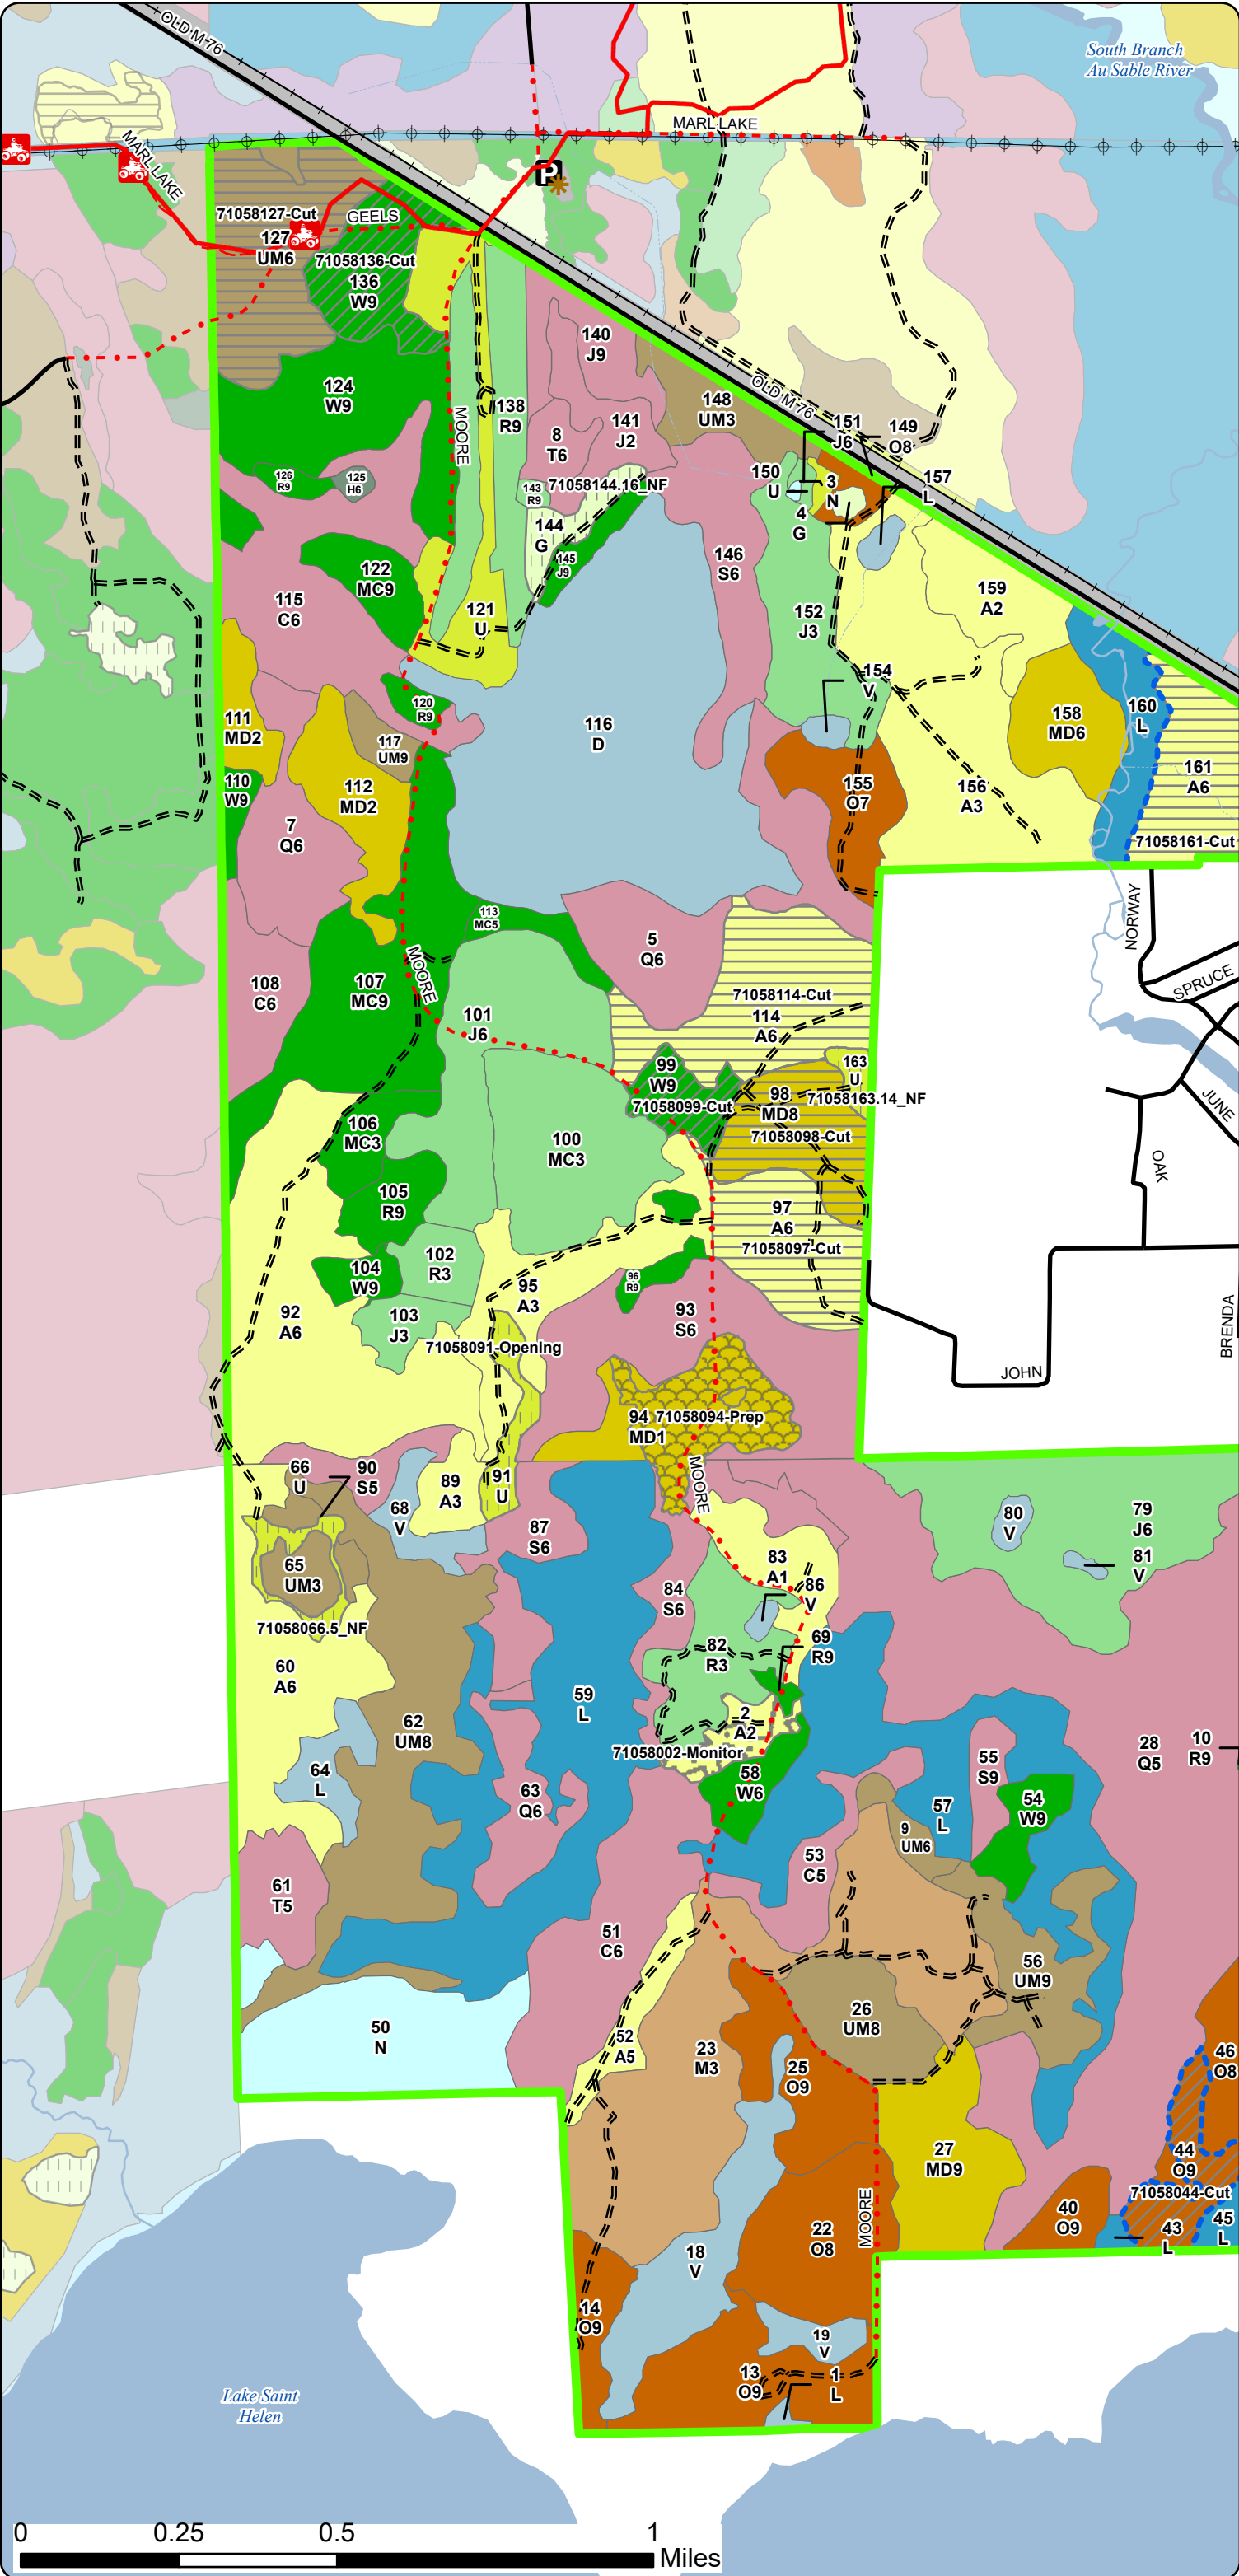 OLD M 76
South Branch
Au Sable River
MARL LAKE
MARL LAKE
P
71058127-Cut
GEELS
127
UM6
71058136-Cut
136
W9
140
J9
124
W9
148
UM3
OLD M 76
138
R9
MOORE
141
J2
8
T6
151
J6
149
O8
150
U
157
L
126
R9
125
H6
143
R9
71058144.16_NF
3
N
4
G
144
G
145
J9
146
S6
122
MC9
115
C6
121
U
159
A2
152
J3
154
V
120
R9
111
MD2
117
UM9
116
D
158
MD6
160
L
110
W9
112
MD2
155
O7
156
A3
161
A6
7
Q6
71058161-Cut
113
MC5
NORWAY
5
Q6
MOORE
108
C6
107
MC9
SPRUCE
71058114-Cut
114
A6
101
J6
99
W9
163
U
98
MD8
71058163.14_NF
71058099-Cut
JUNE
106
MC3
71058098-Cut
100
MC3
OAK
105
R9
97
A6
71058097-Cut
102
R3
104
W9
96
R9
95
A3
92
A6
103
J3
93
S6
BRENDA
71058091-Opening
JOHN
94
MD1
71058094-Prep
66
U
90
S5
89
A3
91
U
MOORE
68
V
80
V
79
J6
87
S6
81
V
65
UM3
83
A1
86
V
84
S6
71058066.5_NF
69
R9
82
R3
60
A6
59
L
2
A2
62
UM8
71058002-Monitor
28
Q5
10
R9
64
L
58
W6
55
S9
63
Q6
57
L
54
W9
9
UM6
53
C5
61
T5
51
C6
56
UM9
50
N
26
UM8
52
A5
23
M3
25
O9
46
O8
27
MD9
44
O9
71058044-Cut
MOORE
40
O9
43
L
45
L
22
O8
18
V
14
O9
19
V
13
O9
1
L
Lake Saint
Helen
0 0.25 0.5 1
Miles